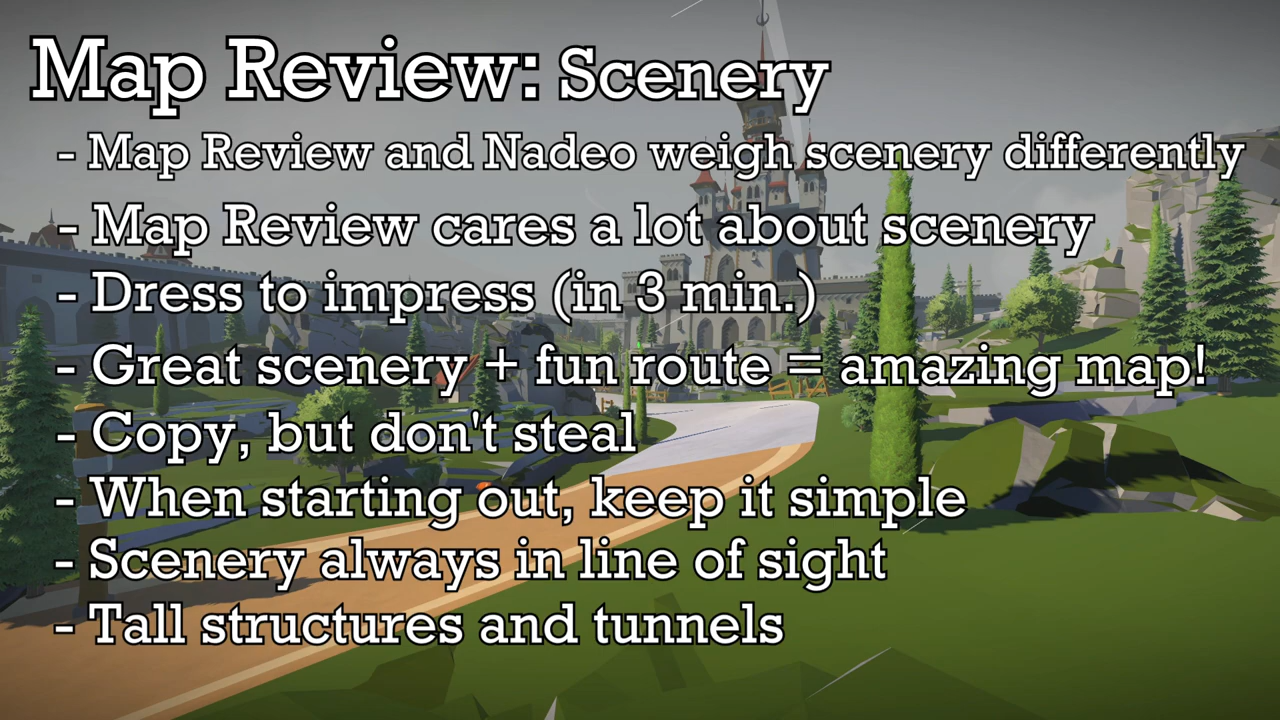 Map Review: Scenery
- Map Review and Nadeo weigh scenery differently
- Map Review cares a lot about scenery
- Dress to impress (in 3 min.)
- Great scenery + fun route = amazing map!
- Copy, but don't steal
- When starting out, keep it simple
- Scenery always in line of sight
- Tall structures and tunnels